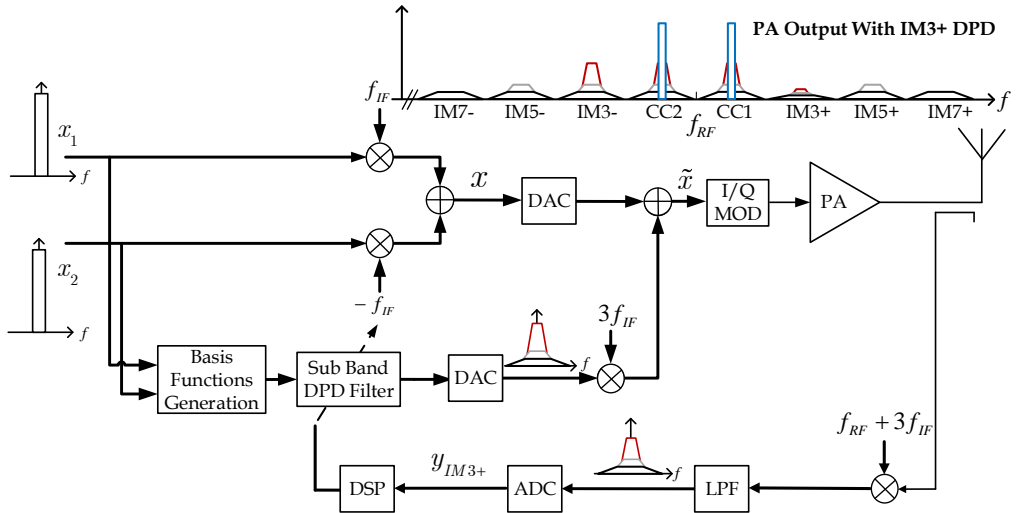 PA Output With IM3+ DPD
IM7-
IM5-
IM3-
CC2
f_RF
CC1
IM3+
IM5+
IM7+
f
f_IF
x_1
f
x
DAC
x̃
I/Q
MOD
PA
x_2
f
− f_IF
3f_IF
Basis
Functions
Generation
Sub Band
DPD Filter
DAC
f
f_RF + 3f_IF
DSP
y_IM3+
ADC
f
LPF